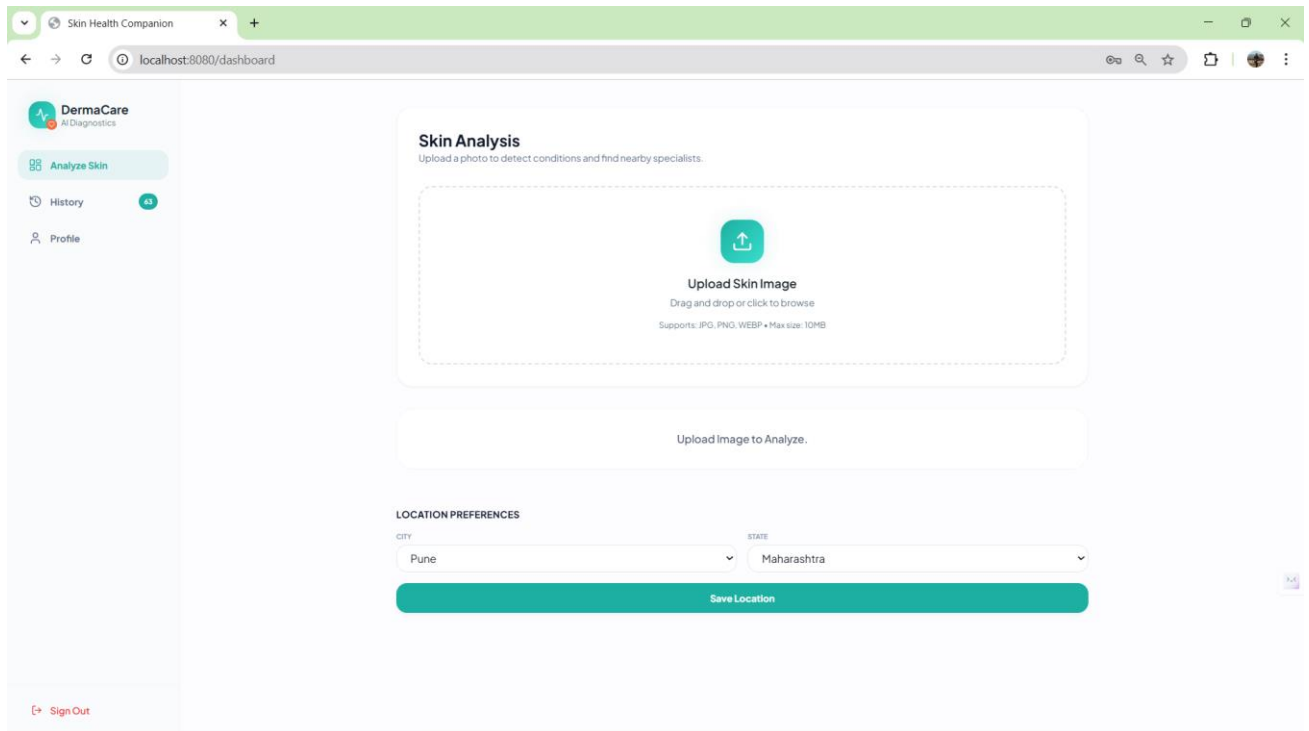 Skin Health Companion
localhost:8080/dashboard
DermaCare
AI Diagnostics
Analyze Skin
History
63
Profile
Sign Out
Skin Analysis
Upload a photo to detect conditions and find nearby specialists.
Upload Skin Image
Drag and drop or click to browse
Supports: JPG, PNG, WEBP • Max size: 10MB
Upload Image to Analyze.
LOCATION PREFERENCES
CITY
STATE
Pune
Maharashtra
Save Location